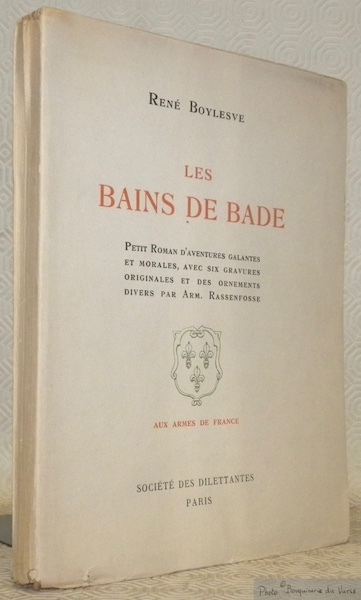 René Boylesve
LES
BAINS DE BADE
Petit Roman d'aventures galantes
et morales, avec six gravures
originales et des ornements
divers par Arm. Rassenfosse
AUX ARMES DE FRANCE
SOCIÉTÉ DES DILETTANTES
PARIS
Photo © Bouquinerie du Varis